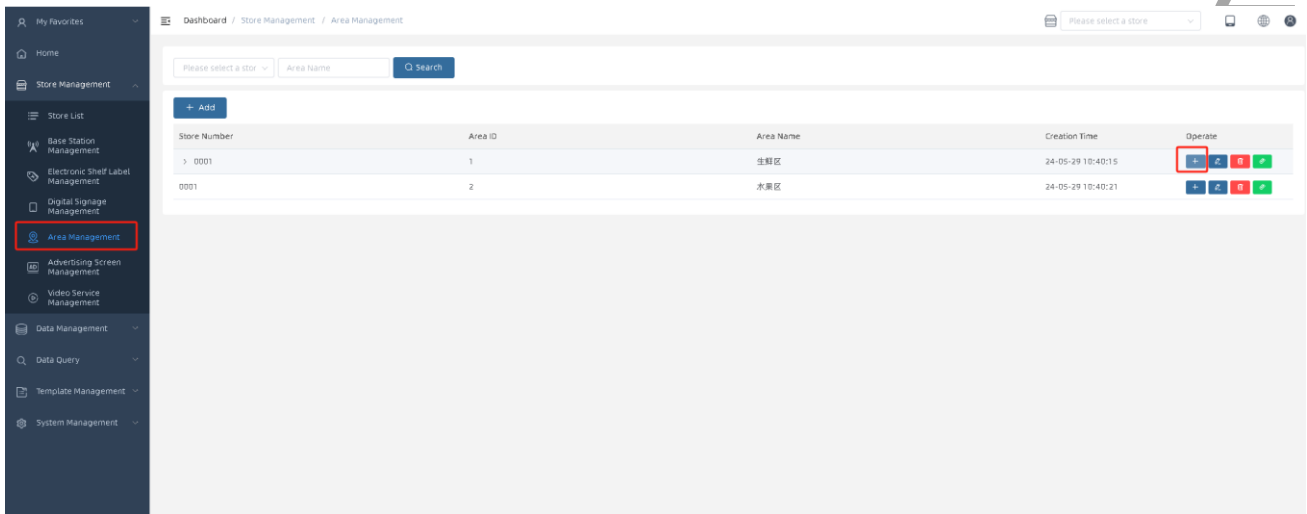 My Favorites
Dashboard / Store Management / Area Management
Please select a store
Home
Please select a stor
Area Name
Search
Store Management
+ Add
Store List
Store Number Area ID Area Name Creation Time Operate
Base Station
Management
> 0001 1 生鲜区 24-05-29 10:40:15
Electronic Shelf Label
Management
0001 2 水果区 24-05-29 10:40:21
Digital Signage
Management
Area Management
AD
Advertising Screen
Management
Video Service
Management
Data Management
Data Query
Template Management
System Management